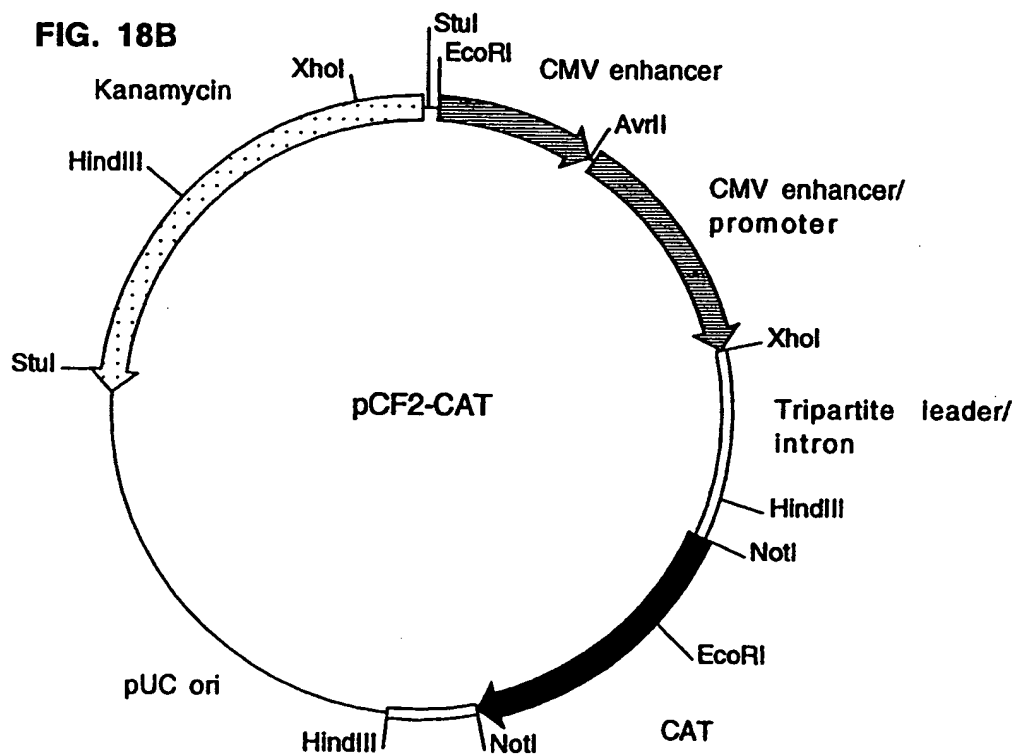 FIG. 18B
StuI
EcoRI
CMV enhancer
XhoI
Kanamycin
AvrII
HindIII
CMV enhancer/
promoter
XhoI
StuI
pCF2-CAT
Tripartite leader/
intron
HindIII
NotI
EcoRI
pUC ori
CAT
HindIII
NotI